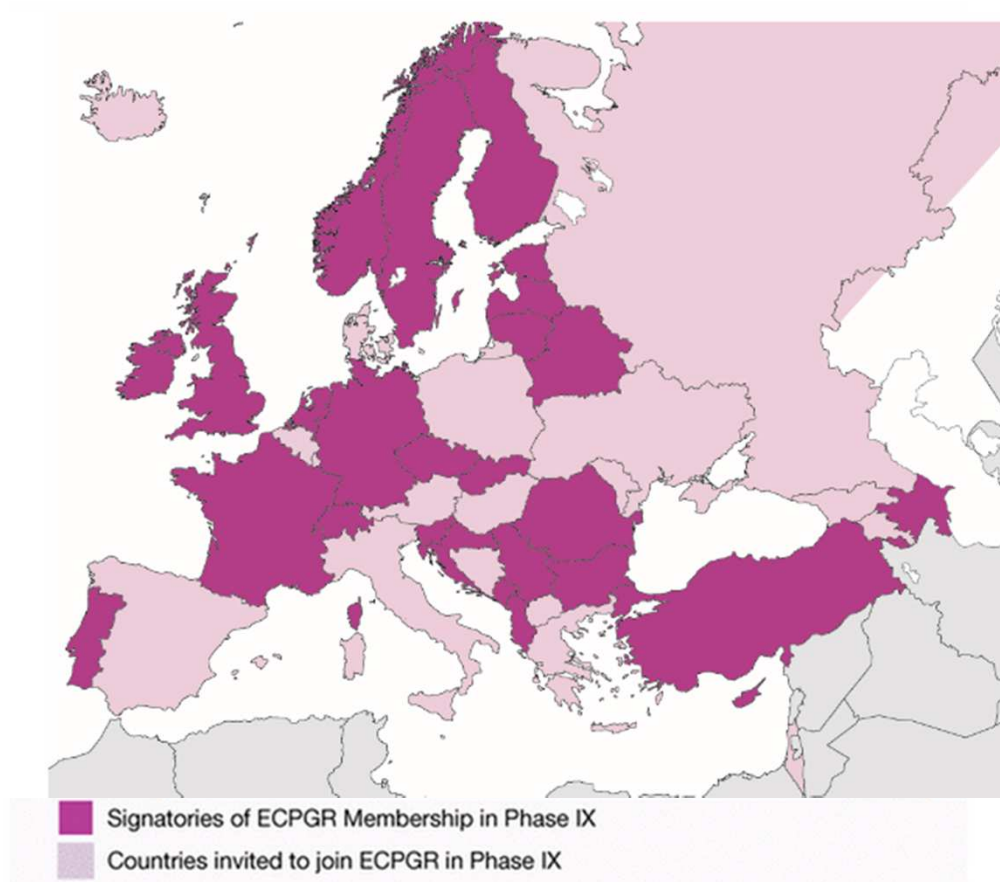 Signatories of ECPGR Membership in Phase IX
Countries invited to join ECPGR in Phase IX